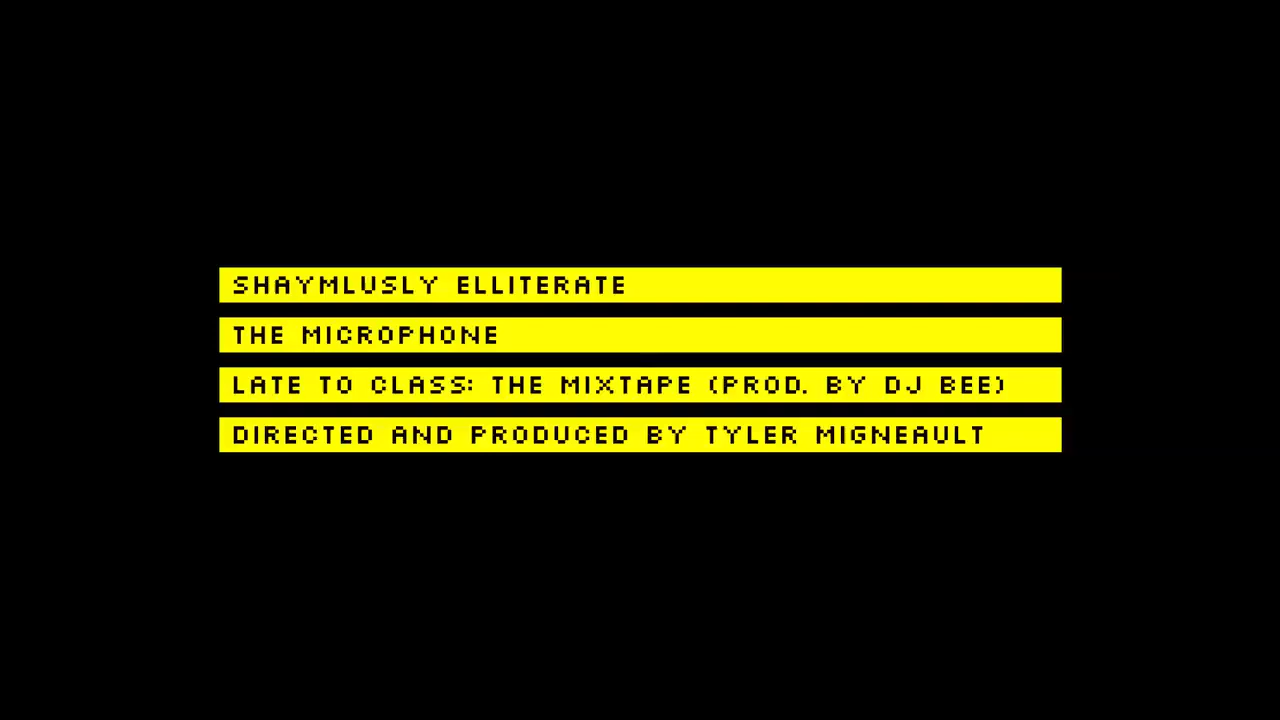 SHAYMLUSLY ELLITERATE
THE MICROPHONE
LATE TO CLASS: THE MIXTAPE (PROD. BY DJ BEE)
DIRECTED AND PRODUCED BY TYLER MIGNEAULT